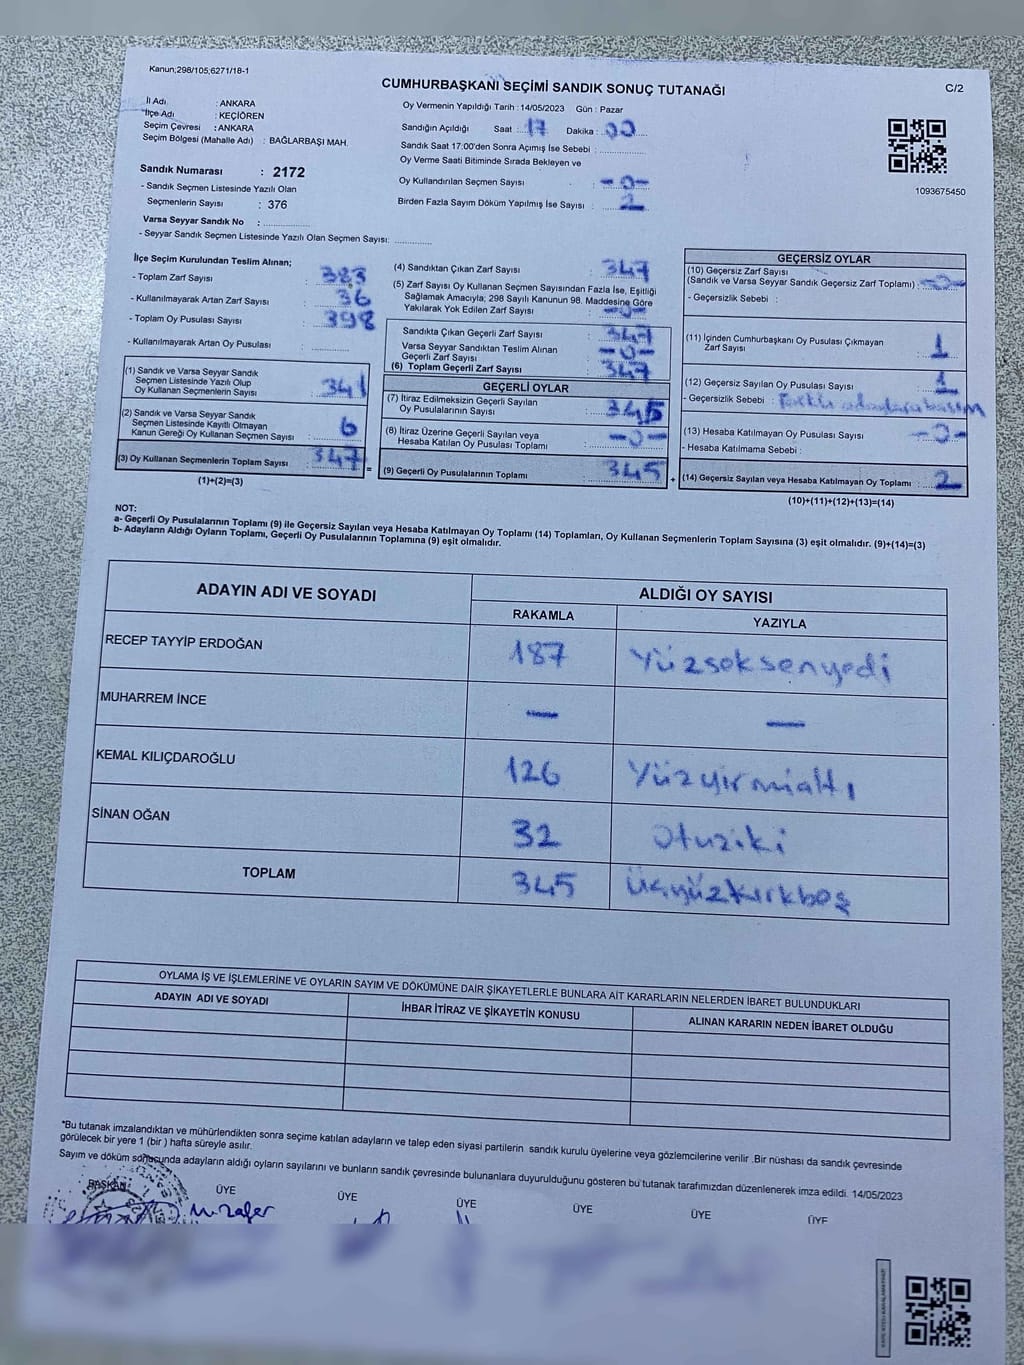 Kanun;298/105;6271/18-1
CUMHURBAŞKANI SEÇİMİ SANDIK SONUÇ TUTANAĞI
C/2
İl Adı : ANKARA
İlçe Adı : KEÇİÖREN
Seçim Çevresi : ANKARA
Seçim Bölgesi (Mahalle Adı) : BAĞLARBAŞI MAH.
Sandık Numarası : 2172
- Sandık Seçmen Listesinde Yazılı Olan
Seçmenlerin Sayısı : 376
Varsa Seyyar Sandık No :
- Seyyar Sandık Seçmen Listesinde Yazılı Olan Seçmen Sayısı:
Oy Vermenin Yapıldığı Tarih : 14/05/2023 Gün : Pazar
Sandığın Açıldığı Saat : 17 Dakika : 00
Sandık Saat 17:00'den Sonra Açımış İse Sebebi :
Oy Verme Saati Bitiminde Sırada Bekleyen ve
Oy Kullandırılan Seçmen Sayısı : -0-
Birden Fazla Sayım Döküm Yapılmış İse Sayısı : 2
1093675450
İlçe Seçim Kurulundan Teslim Alınan;
- Toplam Zarf Sayısı : 383
- Kullanılmayarak Artan Zarf Sayısı : 36
- Toplam Oy Pusulası Sayısı : 398
- Kullanılmayarak Artan Oy Pusulası :
(1) Sandık ve Varsa Seyyar Sandık
Seçmen Listesinde Yazılı Olup
Oy Kullanan Seçmenlerin Sayısı : 341
(2) Sandık ve Varsa Seyyar Sandık
Seçmen Listesinde Kayıtlı Olmayan
Kanun Gereği Oy Kullanan Seçmen Sayısı : 6
(3) Oy Kullanan Seçmenlerin Toplam Sayısı : 347 =
(1)+(2)=(3)
(4) Sandıktan Çıkan Zarf Sayısı : 347
(5) Zarf Sayısı Oy Kullanan Seçmen Sayısından Fazla İse, Eşitliği
Sağlamak Amacıyla; 298 Sayılı Kanunun 98. Maddesine Göre
Yakılarak Yok Edilen Zarf Sayısı : -0-
Sandıkta Çıkan Geçerli Zarf Sayısı : 347
Varsa Seyyar Sandıktan Teslim Alınan
Geçerli Zarf Sayısı : -0-
(6) Toplam Geçerli Zarf Sayısı : 347
GEÇERLİ OYLAR
(7) İtiraz Edilmeksizin Geçerli Sayılan
Oy Pusulalarının Sayısı : 345
(8) İtiraz Üzerine Geçerli Sayılan veya
Hesaba Katılan Oy Pusulası Toplamı : -0-
(9) Geçerli Oy Pusulalarının Toplamı : 345 +
GEÇERSİZ OYLAR
(10) Geçersiz Zarf Sayısı
(Sandık ve Varsa Seyyar Sandık Geçersiz Zarf Toplamı) : -0-
- Geçersizlik Sebebi :
(11) İçinden Cumhurbaşkanı Oy Pusulası Çıkmayan
Zarf Sayısı : 1
(12) Geçersiz Sayılan Oy Pusulası Sayısı : 1
- Geçersizlik Sebebi : Farklı adaylara basım
(13) Hesaba Katılmayan Oy Pusulası Sayısı : -0-
- Hesaba Katılmama Sebebi :
(14) Geçersiz Sayılan veya Hesaba Katılmayan Oy Toplamı : 2
(10)+(11)+(12)+(13)=(14)
NOT:
a- Geçerli Oy Pusulalarının Toplamı (9) ile Geçersiz Sayılan veya Hesaba Katılmayan Oy Toplamı (14) Toplamları, Oy Kullanan Seçmenlerin Toplam Sayısına (3) eşit olmalıdır. (9)+(14)=(3)
b- Adayların Aldığı Oyların Toplamı, Geçerli Oy Pusulalarının Toplamına (9) eşit olmalıdır.
ADAYIN ADI VE SOYADI ALDIĞI OY SAYISI
RAKAMLA YAZIYLA
RECEP TAYYİP ERDOĞAN 187 Yüzseksenyedi
MUHARREM İNCE — —
KEMAL KILIÇDAROĞLU 126 Yüzyirmialtı
SİNAN OĞAN 32 Otuziki
TOPLAM 345 Üçyüzkırkbeş
OYLAMA İŞ VE İŞLEMLERİNE VE OYLARIN SAYIM VE DÖKÜMÜNE DAİR ŞİKAYETLERLE BUNLARA AİT KARARLARIN NELERDEN İBARET BULUNDUKLARI
ADAYIN ADI VE SOYADI İHBAR İTİRAZ VE ŞİKAYETİN KONUSU ALINAN KARARIN NEDEN İBARET OLDUĞU
*Bu tutanak imzalandıktan ve mühürlendikten sonra seçime katılan adayların ve talep eden siyasi partilerin sandık kurulu üyelerine veya gözlemcilerine verilir .Bir nüshası da sandık çevresinde
görülecek bir yere 1 (bir ) hafta süreyle asılır.
Sayım ve döküm sonucunda adayların aldığı oyların sayılarını ve bunların sandık çevresinde bulunanlara duyurulduğunu gösteren bu tutanak tarafımızdan düzenlenerek imza edildi. 14/05/2023
BAŞKAN ÜYE ÜYE ÜYE ÜYE ÜYE ÜYE
M. Zafer